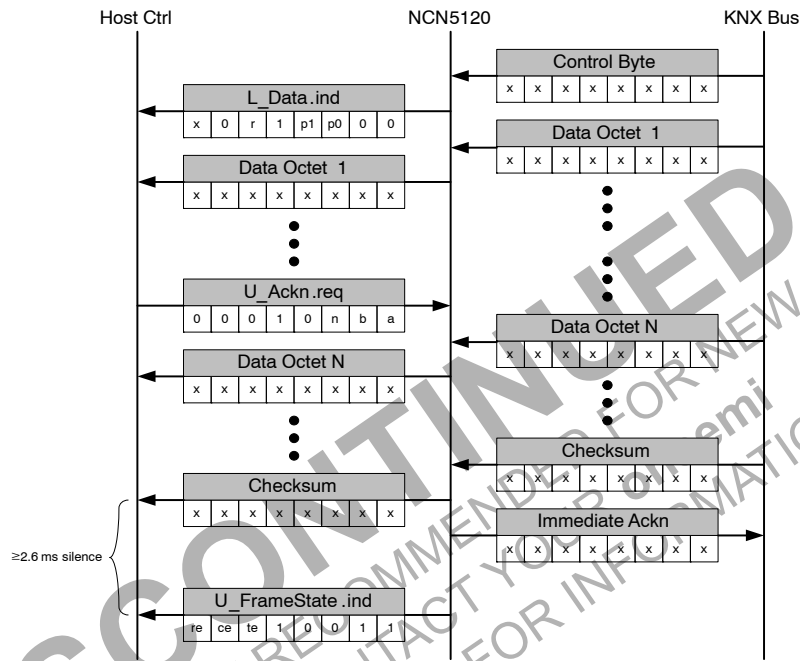 Host Ctrl NCN5120 KNX Bus
Control Byte
x x x x x x x x
L_Data.ind
x 0 r 1 p1 p0 0 0
Data Octet 1
x x x x x x x x
Data Octet 1
x x x x x x x x
U_Ackn.req
0 0 0 1 0 n b a
Data Octet N
x x x x x x x x
Data Octet N
x x x x x x x x
Checksum
x x x x x x x x
Checksum
x x x x x x x x
Immediate Ackn
x x x x x x x x
≥2.6 ms silence
U_FrameState.ind
re ce te 1 0 0 1 1
SCONTINUED
RECOMMENDED FOR NEW
CONTACT YOUR onsemi
FOR INFORMATION